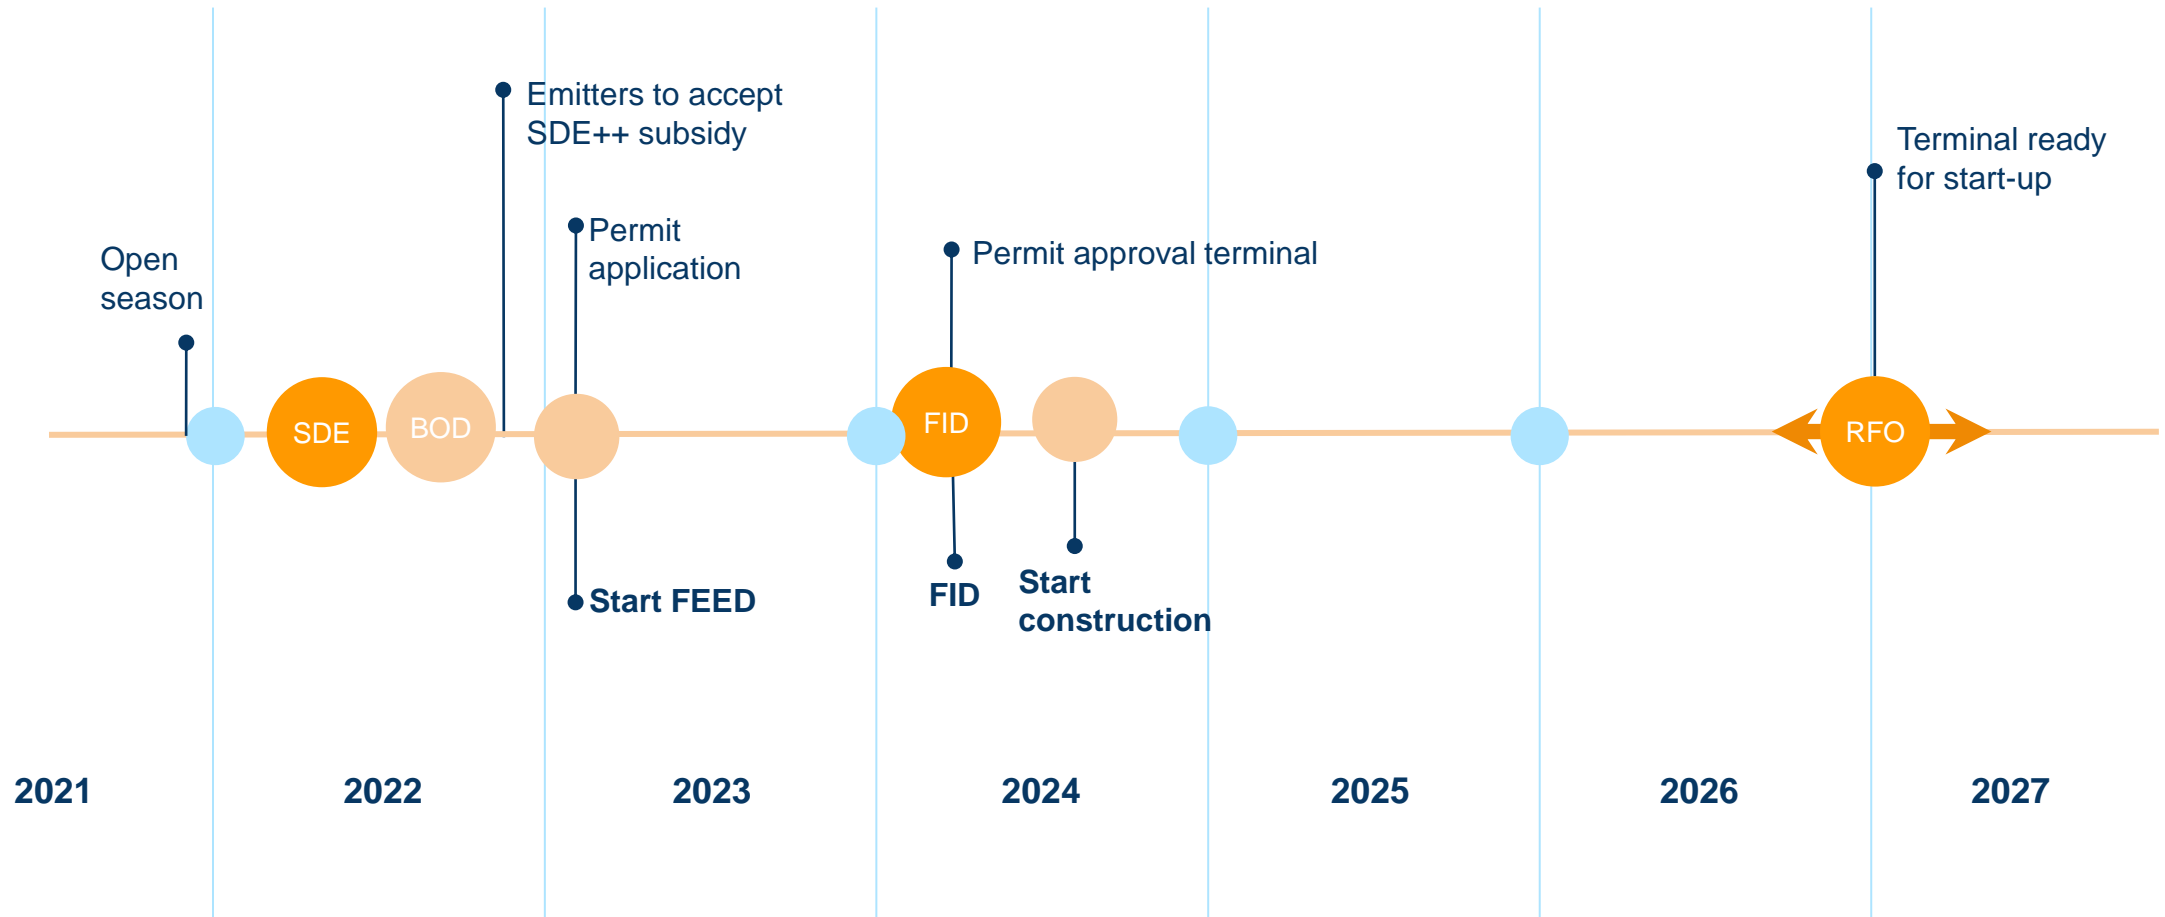 Emitters to accept
SDE++ subsidy
Terminal ready
for start-up
Permit
application
Permit approval terminal
Open
season
SDE
BOD
FID
RFO
Start FEED
FID
Start
construction
2021
2022
2023
2024
2025
2026
2027